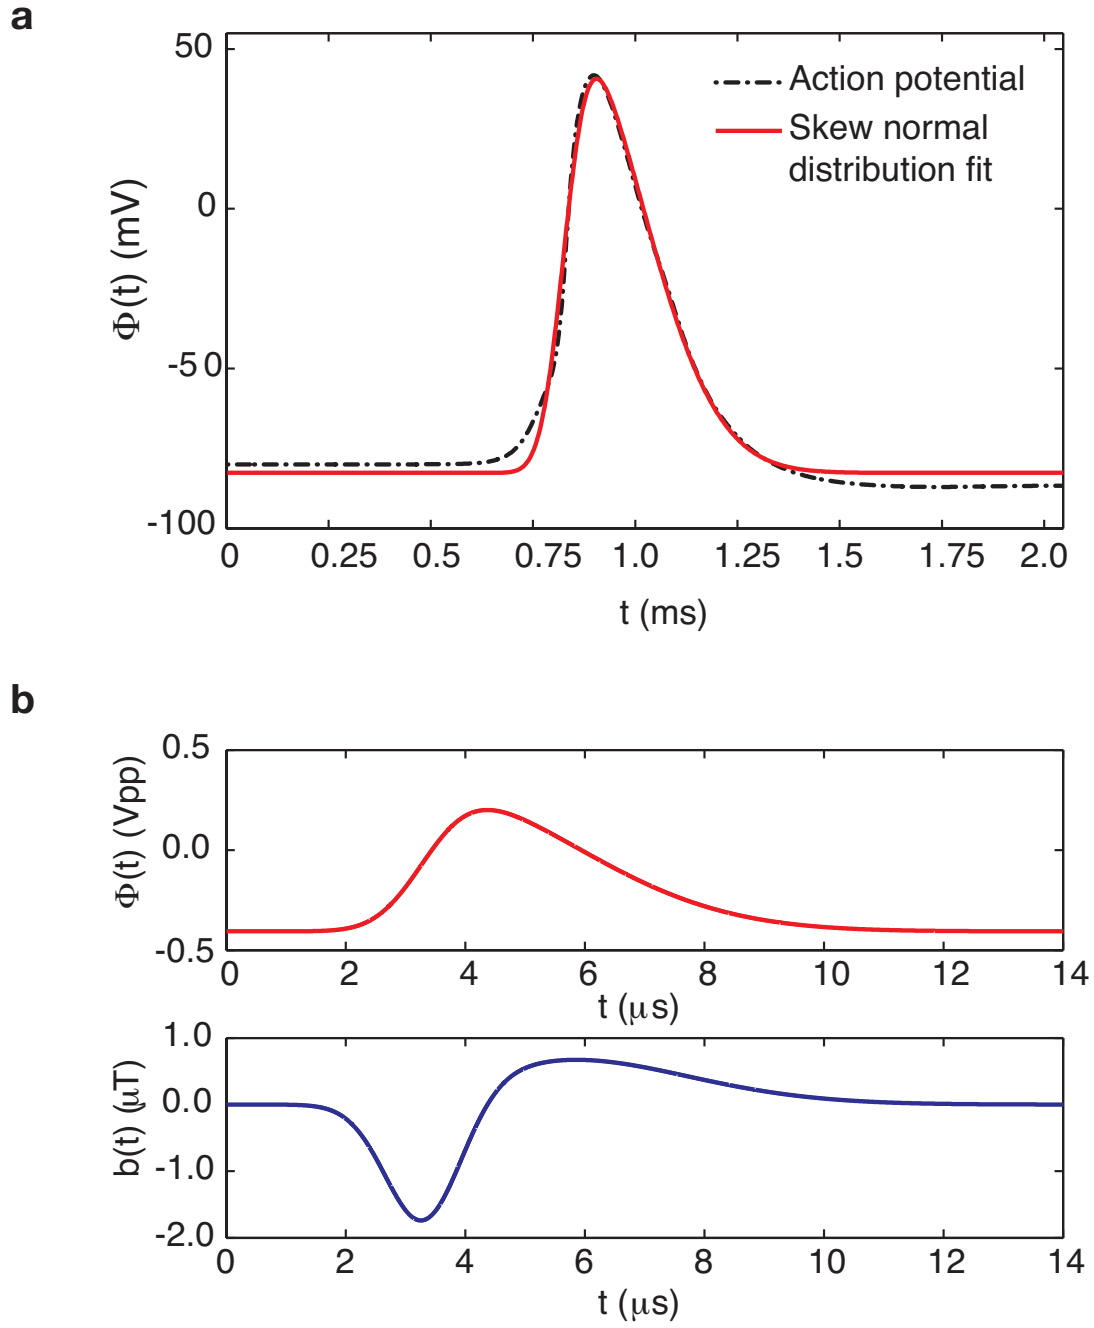 a
50
0
-50
-100
Φ(t) (mV)
Action potential
Skew normal
distribution fit
0 0.25 0.5 0.75 1.0 1.25 1.5 1.75 2.0
t (ms)
b
0.5
0.0
-0.5
Φ(t) (Vpp)
0 2 4 6 8 10 12 14
t (μs)
1.0
0.0
-1.0
-2.0
b(t) (μT)
0 2 4 6 8 10 12 14
t (μs)